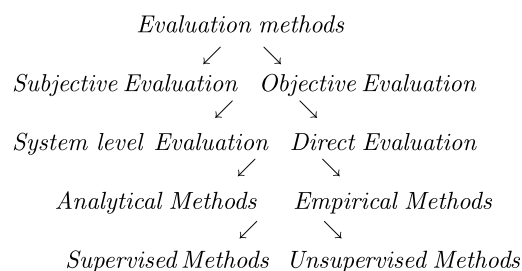 Evaluation methods
Subjective Evaluation Objective Evaluation
System level Evaluation Direct Evaluation
Analytical Methods Empirical Methods
Supervised Methods Unsupervised Methods